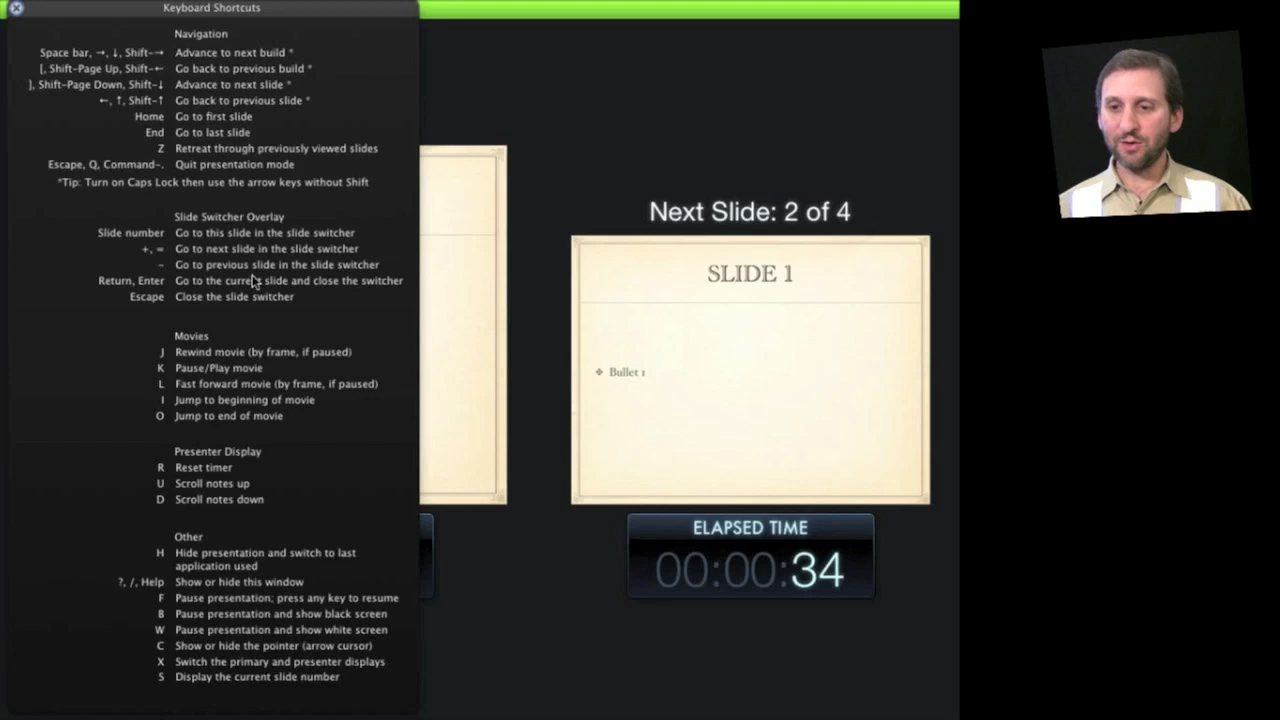 Keyboard Shortcuts
Navigation
Space bar, →, ↓, Shift-→ Advance to next build *
[, Shift-Page Up, Shift-← Go back to previous build *
], Shift-Page Down, Shift-↓ Advance to next slide *
←, ↑, Shift-↑ Go back to previous slide *
Home Go to first slide
End Go to last slide
Z Retreat through previously viewed slides
Escape, Q, Command-. Quit presentation mode
*Tip: Turn on Caps Lock then use the arrow keys without Shift
Slide Switcher Overlay
Slide number Go to this slide in the slide switcher
+, = Go to next slide in the slide switcher
– Go to previous slide in the slide switcher
Return, Enter Go to the current slide and close the switcher
Escape Close the slide switcher
Movies
J Rewind movie (by frame, if paused)
K Pause/Play movie
L Fast forward movie (by frame, if paused)
I Jump to beginning of movie
O Jump to end of movie
Presenter Display
R Reset timer
U Scroll notes up
D Scroll notes down
Other
H Hide presentation and switch to last
application used
?, /, Help Show or hide this window
F Pause presentation; press any key to resume
B Pause presentation and show black screen
W Pause presentation and show white screen
C Show or hide the pointer (arrow cursor)
X Switch the primary and presenter displays
S Display the current slide number
Next Slide: 2 of 4
SLIDE 1
❖ Bullet 1
ELAPSED TIME
00:00:34